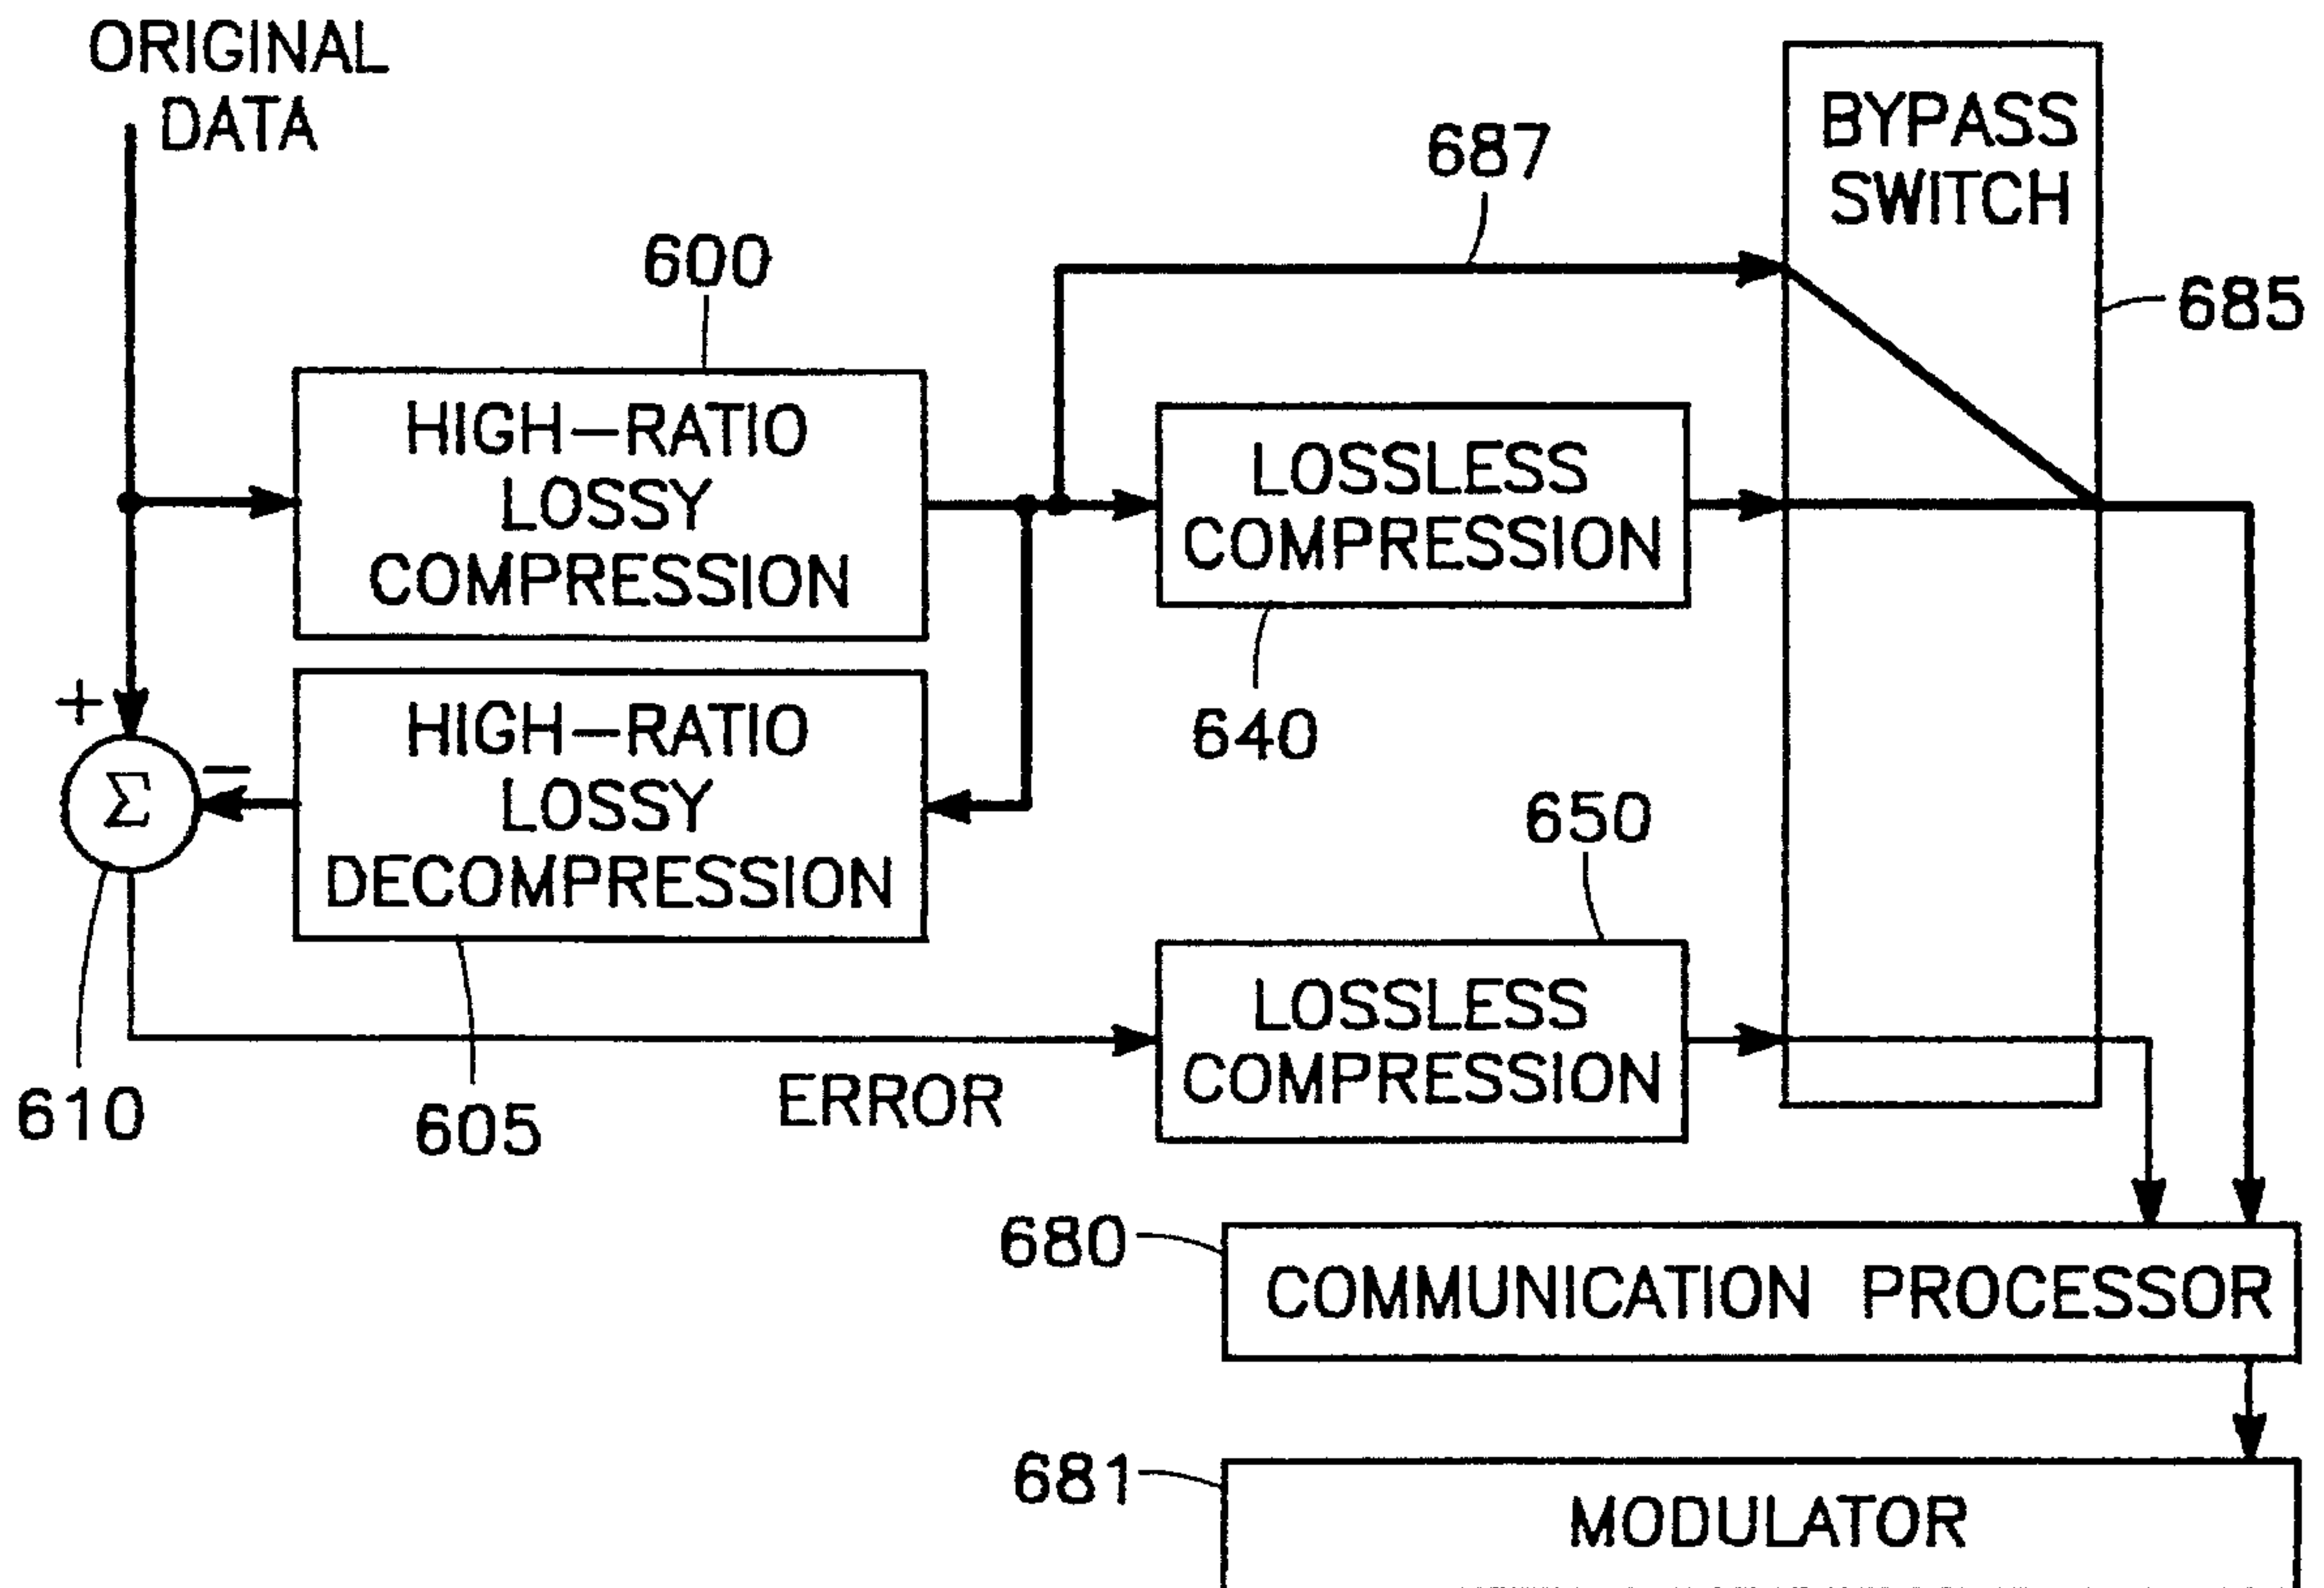 ORIGINAL
DATA
BYPASS
SWITCH
687
600
685
HIGH-RATIO
LOSSY
COMPRESSION
LOSSLESS
COMPRESSION
640
+
−
Σ
HIGH-RATIO
LOSSY
DECOMPRESSION
650
LOSSLESS
COMPRESSION
610
605
ERROR
680
COMMUNICATION PROCESSOR
681
MODULATOR